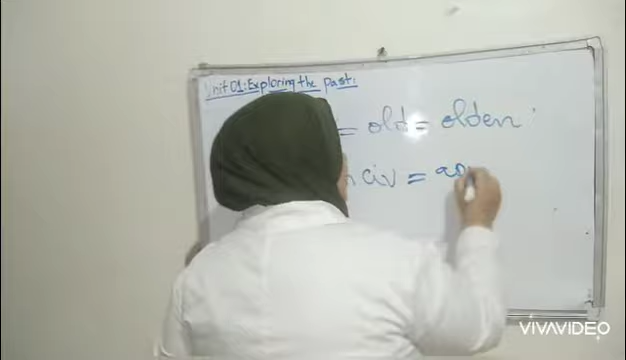 Unit 01: Exploring the past:
= old = olden
civ =
VIVAVIDEO